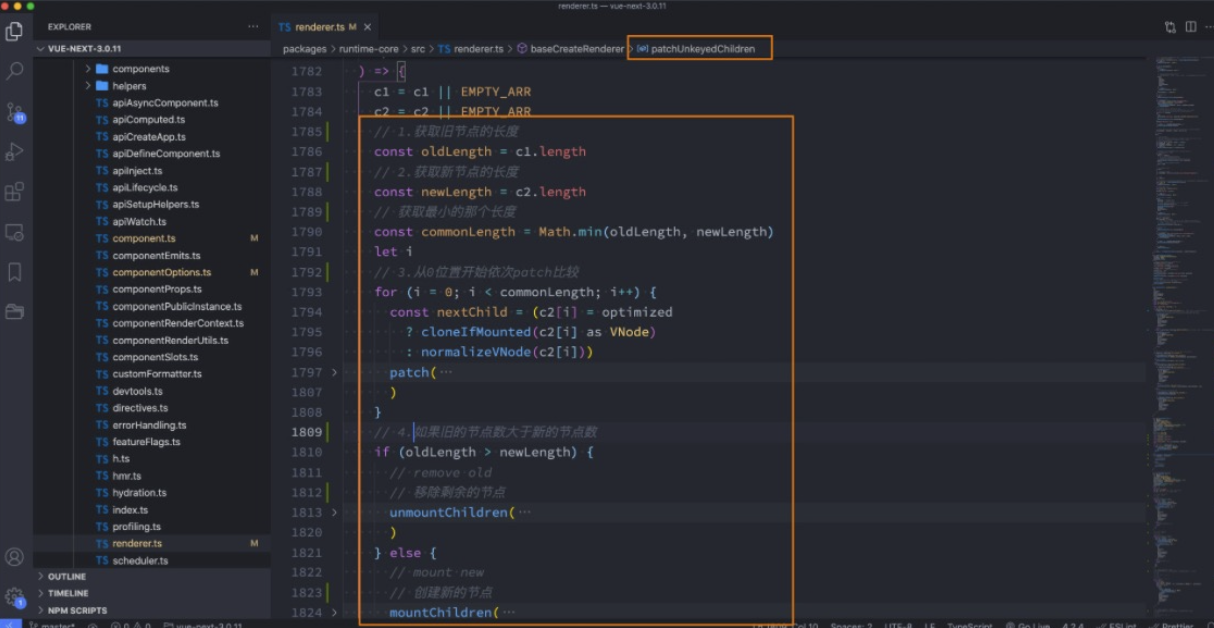 renderer.ts — vue-next-3.0.11
EXPLORER ···
TS renderer.ts M ×
VUE-NEXT-3.0.11
packages > runtime-core > src > TS renderer.ts > baseCreateRenderer > patchUnkeyedChildren
components
helpers
TS apiAsyncComponent.ts
TS apiComputed.ts
TS apiCreateApp.ts
TS apiDefineComponent.ts
TS apiInject.ts
TS apiLifecycle.ts
TS apiSetupHelpers.ts
TS apiWatch.ts
TS component.ts M
TS componentEmits.ts
TS componentOptions.ts M
TS componentProps.ts
TS componentPublicInstance.ts
TS componentRenderContext.ts
TS componentRenderUtils.ts
TS componentSlots.ts
TS customFormatter.ts
TS devtools.ts
TS directives.ts
TS errorHandling.ts
TS featureFlags.ts
TS h.ts
TS hmr.ts
TS hydration.ts
TS index.ts
TS profiling.ts
TS renderer.ts M
TS scheduler.ts
OUTLINE
TIMELINE
NPM SCRIPTS
11
1
1782 ) => {
1783 c1 = c1 || EMPTY_ARR
1784 c2 = c2 || EMPTY_ARR
1785 // 1.获取旧节点的长度
1786 const oldLength = c1.length
1787 // 2.获取新节点的长度
1788 const newLength = c2.length
1789 // 获取最小的那个长度
1790 const commonLength = Math.min(oldLength, newLength)
1791 let i
1792 // 3.从0位置开始依次patch比较
1793 for (i = 0; i < commonLength; i++) {
1794 const nextChild = (c2[i] = optimized
1795 ? cloneIfMounted(c2[i] as VNode)
1796 : normalizeVNode(c2[i]))
1797 patch( ···
1807 )
1808 }
1809 // 4.如果旧的节点数大于新的节点数
1810 if (oldLength > newLength) {
1811 // remove old
1812 // 移除剩余的节点
1813 unmountChildren( ···
1820 )
1821 } else {
1822 // mount new
1823 // 创建新的节点
1824 mountChildren( ···
master* 0 0 vue-next-3.0.11 Spaces: 2 UTF-8 LF TypeScript Go Live 4.2.4 ESLint Prettier